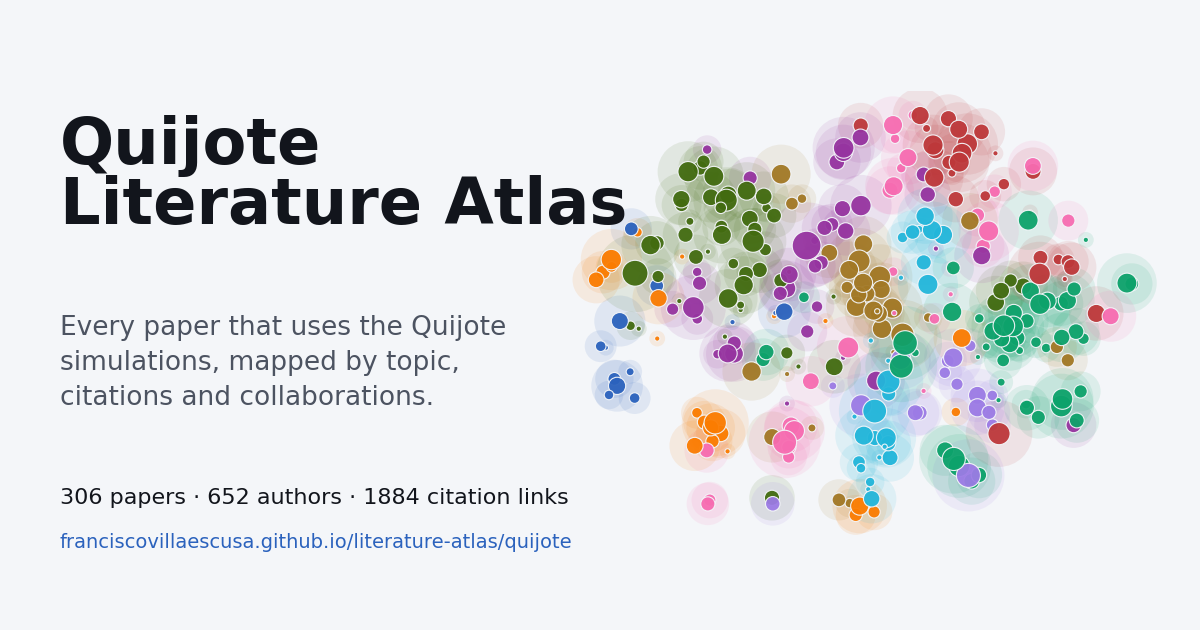 Quijote
Literature Atlas
Every paper that uses the Quijote
simulations, mapped by topic,
citations and collaborations.
306 papers · 652 authors · 1884 citation links
franciscovillaescusa.github.io/literature-atlas/quijote